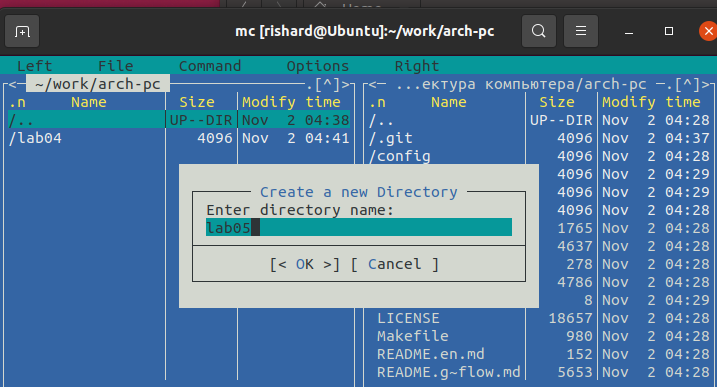 mc [rishard@Ubuntu]:~/work/arch-pc
Left File Command Options Right
<— ~/work/arch-pc .[^]>
.n Name Size Modify time
/.. UP--DIR Nov 2 04:38
/lab04 4096 Nov 2 04:41
<— ...ектура компьютера/arch-pc —.[^]>
.n Name Size Modify time
/.. UP--DIR Nov 2 04:28
/.git 4096 Nov 2 04:37
/config 4096 Nov 2 04:28
4096 Nov 2 04:29
4096 Nov 2 04:29
4096 Nov 2 04:28
1765 Nov 2 04:28
4637 Nov 2 04:28
278 Nov 2 04:28
4786 Nov 2 04:28
8 Nov 2 04:29
LICENSE 18657 Nov 2 04:28
Makefile 980 Nov 2 04:28
README.en.md 152 Nov 2 04:28
README.g~flow.md 5653 Nov 2 04:28
Create a new Directory
Enter directory name:
lab05
[< OK >] [ Cancel ]